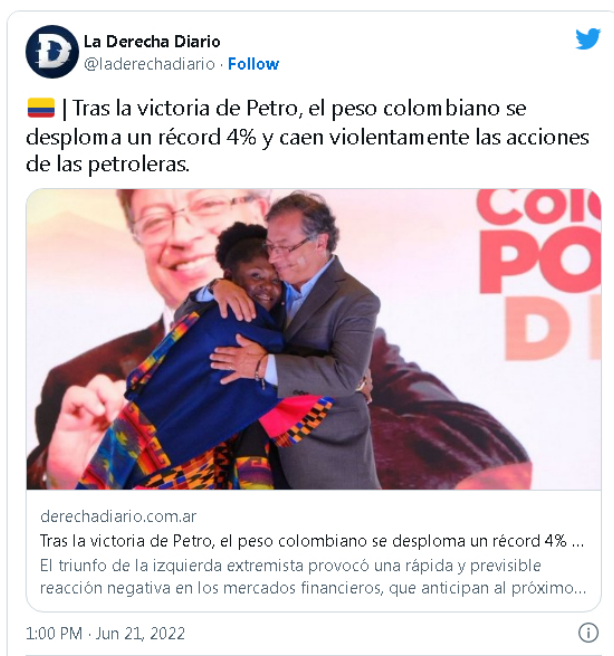 La Derecha Diario
@laderechadiario · Follow
🇨🇴 | Tras la victoria de Petro, el peso colombiano se
desploma un récord 4% y caen violentamente las acciones
de las petroleras.
COL
PO
D
derechadiario.com.ar
Tras la victoria de Petro, el peso colombiano se desploma un récord 4% ...
El triunfo de la izquierda extremista provocó una rápida y previsible
reacción negativa en los mercados financieros, que anticipan al próximo...
1:00 PM · Jun 21, 2022